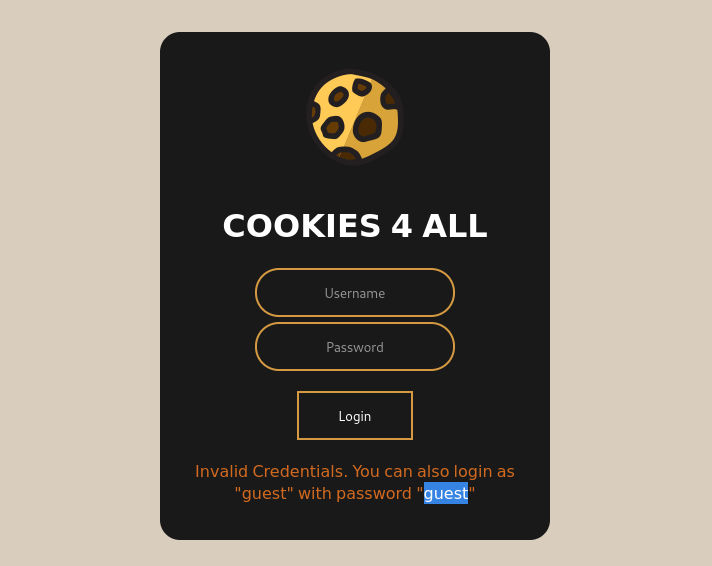 COOKIES 4 ALL
Username
Password
Login
Invalid Credentials. You can also login as
"guest" with password "guest"